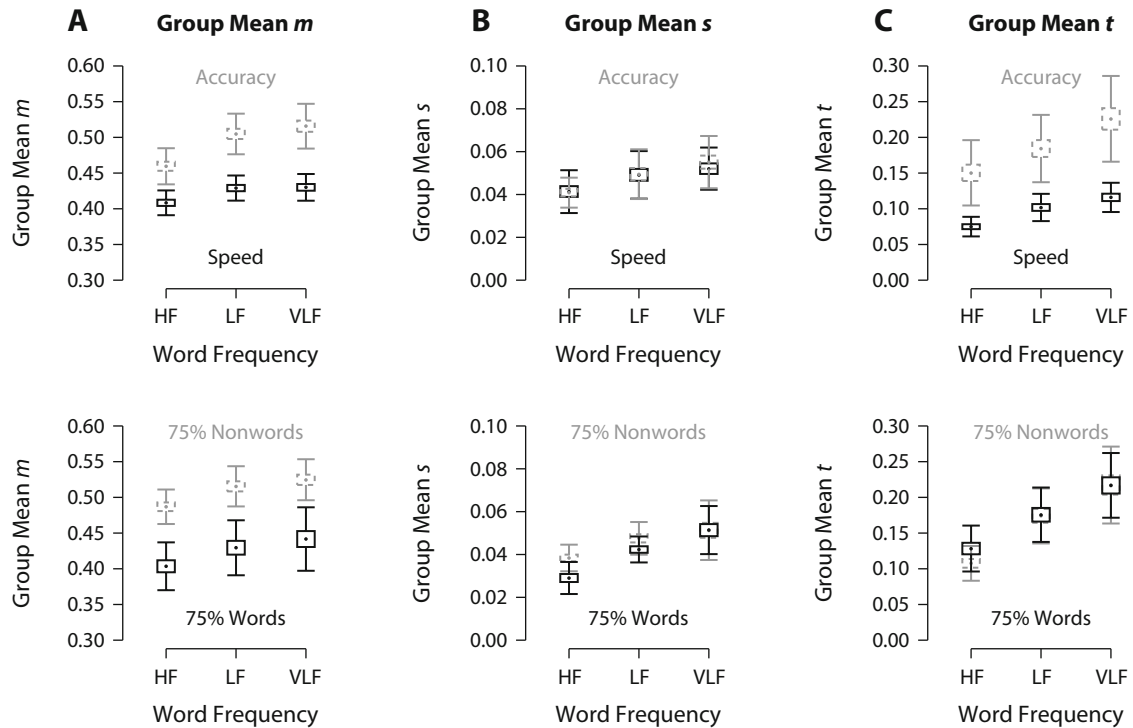 A Group Mean m
Group Mean m
0.60
0.55
0.50
0.45
0.40
0.35
0.30
Accuracy
Speed
HF LF VLF
Word Frequency
B Group Mean s
Group Mean s
0.10
0.08
0.06
0.04
0.02
0.00
Accuracy
Speed
HF LF VLF
Word Frequency
C Group Mean t
Group Mean t
0.30
0.25
0.20
0.15
0.10
0.05
0.00
Accuracy
Speed
HF LF VLF
Word Frequency
Group Mean m
0.60
0.55
0.50
0.45
0.40
0.35
0.30
75% Nonwords
75% Words
HF LF VLF
Word Frequency
Group Mean s
0.10
0.08
0.06
0.04
0.02
0.00
75% Nonwords
75% Words
HF LF VLF
Word Frequency
Group Mean t
0.30
0.25
0.20
0.15
0.10
0.05
0.00
75% Nonwords
75% Words
HF LF VLF
Word Frequency